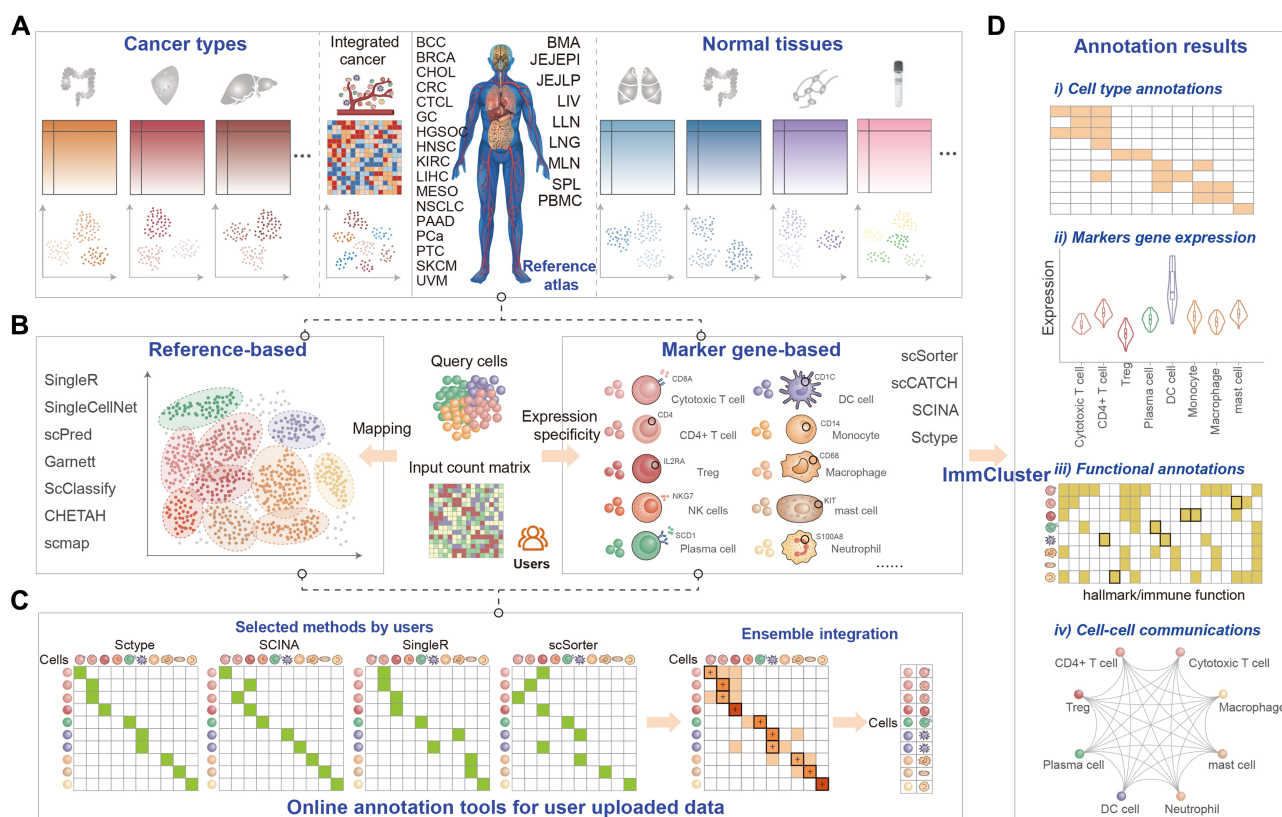 A
Cancer types
Integrated
cancer
BCC
BRCA
CHOL
CRC
CTCL
GC
HGSOC
HNSC
KIRC
LIHC
MESO
NSCLC
PAAD
PCa
PTC
SKCM
UVM
BMA
JEJEPI
JEJLP
LIV
LLN
LNG
MLN
SPL
PBMC
Reference
atlas
Normal tissues
B
Reference-based
SingleR
SingleCellNet
scPred
Garnett
ScClassify
CHETAH
scmap
Query cells
Mapping
Expression
specificity
Input count matrix
Users
Marker gene-based
CD8A
Cytotoxic T cell
CD4
CD4+ T cell
IL2RA
Treg
NKG7
NK cells
SCD1
Plasma cell
CD1C
DC cell
CD14
Monocyte
CD68
Macrophage
KIT
mast cell
S100A8
Neutrophil
......
scSorter
scCATCH
SCINA
Sctype
ImmCluster
C
Selected methods by users
Sctype
SCINA
SingleR
scSorter
Cells
Ensemble integration
Cells
Cells
Online annotation tools for user uploaded data
D
Annotation results
i) Cell type annotations
ii) Markers gene expression
Expression
Cytotoxic T cell
CD4+ T cell
Treg
Plasma cell
DC cell
Monocyte
Macrophage
mast cell
iii) Functional annotations
hallmark/immune function
iv) Cell-cell communications
CD4+ T cell
Cytotoxic T cell
Treg
Macrophage
Plasma cell
mast cell
DC cell
Neutrophil